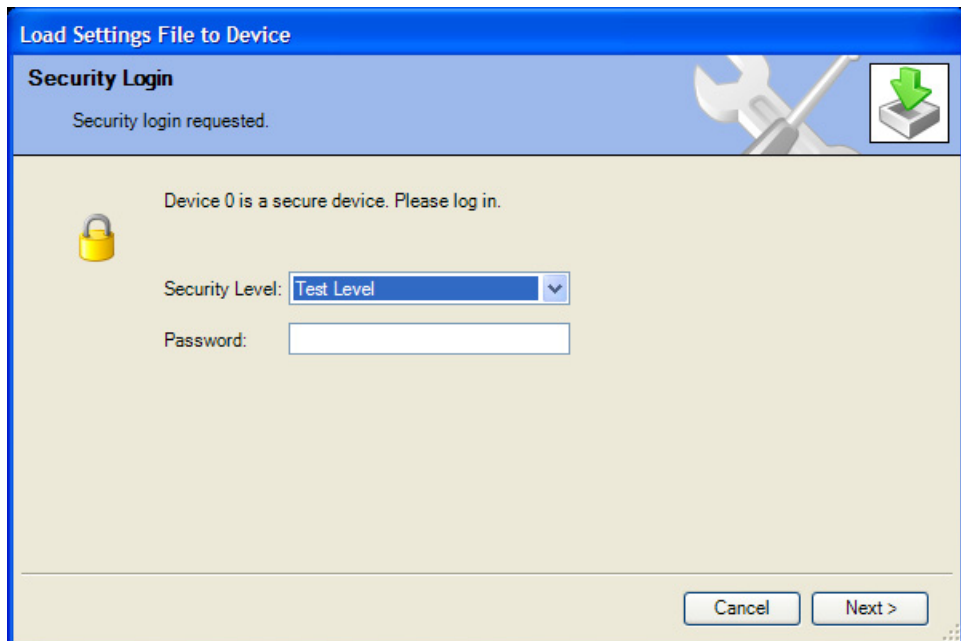 Load Settings File to Device
Security Login
Security login requested.
Device 0 is a secure device. Please log in.
Security Level: Test Level
Password:
Cancel Next >